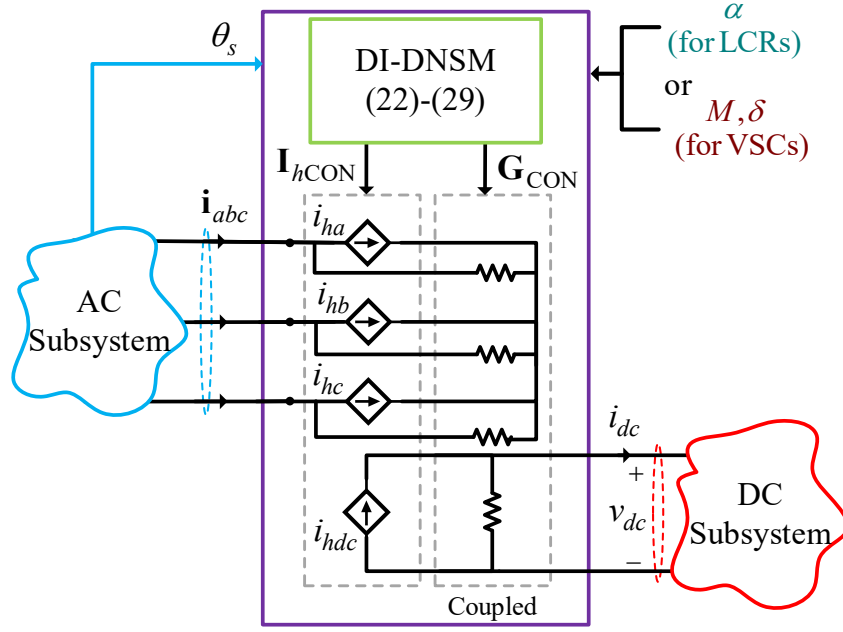 θs
DI-DNSM
(22)-(29)
α
(for LCRs)
or
M, δ
(for VSCs)
IhCON
GCON
iabc
iha
ihb
ihc
AC
Subsystem
idc
+
vdc
−
ihdc
DC
Subsystem
Coupled